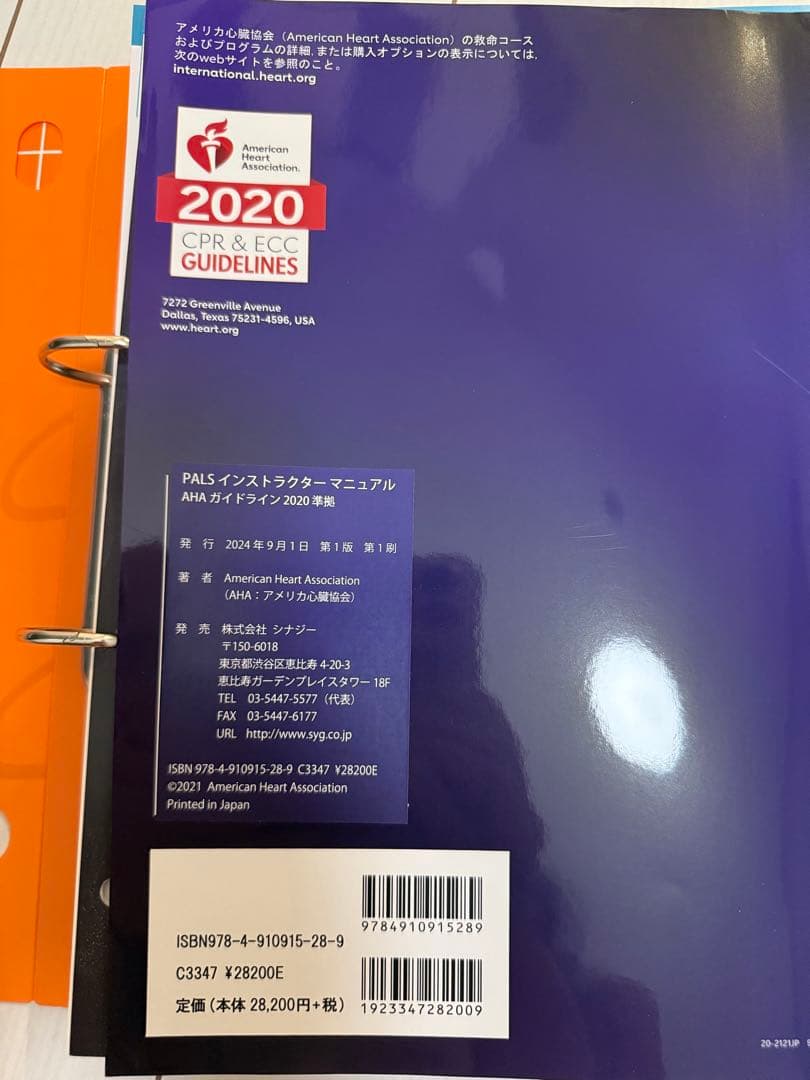 アメリカ心臓協会（American Heart Association）の救命コース
およびプログラムの詳細, または購入オプションの表示については,
次のwebサイトを参照のこと。
international.heart.org
American
Heart
Association.
2020
CPR & ECC
GUIDELINES
7272 Greenville Avenue
Dallas, Texas 75231-4596, USA
www.heart.org
PALS インストラクター マニュアル
AHA ガイドライン 2020 準拠
発 行 2024 年 9 月 1 日 第 1 版 第 1 刷
著 者 American Heart Association
（AHA：アメリカ心臓協会）
発 売 株式会社 シナジー
〒150-6018
東京都渋谷区恵比寿 4-20-3
恵比寿ガーデンプレイスタワー 18F
TEL 03-5447-5577（代表）
FAX 03-5447-6177
URL http://www.syg.co.jp
ISBN 978-4-910915-28-9 C3347 ¥28200E
©2021 American Heart Association
Printed in Japan
9784910915289
ISBN978-4-910915-28-9
C3347 ¥28200E
定価（本体 28,200円+税）
1923347282009
20-2121JP